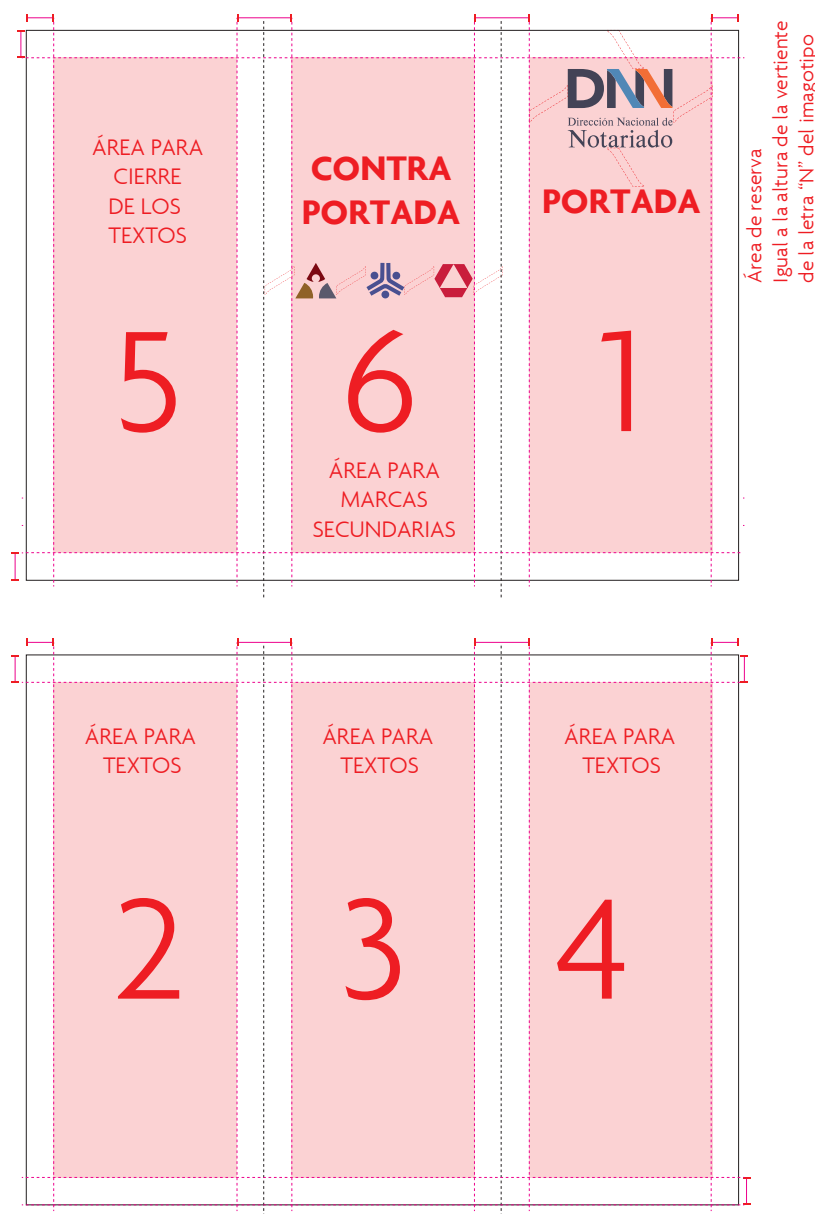 ÁREA PARA
CIERRE
DE LOS
TEXTOS
5
CONTRA
PORTADA
6
ÁREA PARA
MARCAS
SECUNDARIAS
DNN
Dirección Nacional de
Notariado
PORTADA
1
Área de reserva
Igual a la altura de la vertiente
de la letra “N” del imagotipo
ÁREA PARA
TEXTOS
2
ÁREA PARA
TEXTOS
3
ÁREA PARA
TEXTOS
4